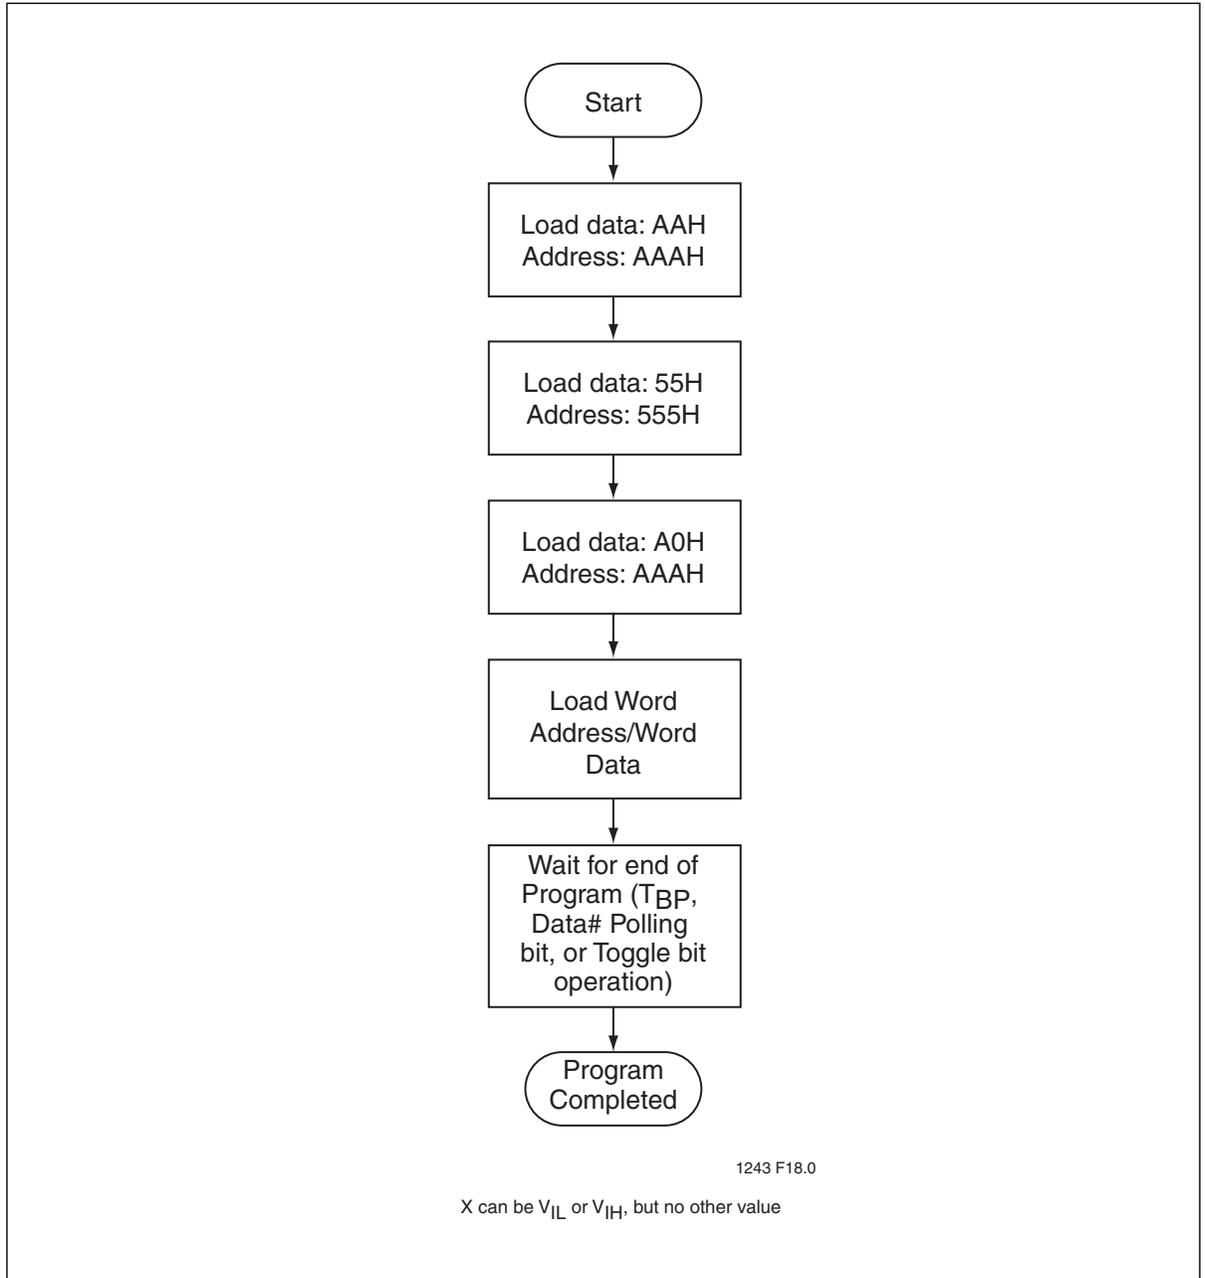 Start
Load data: AAH
Address: AAAH
Load data: 55H
Address: 555H
Load data: A0H
Address: AAAH
Load Word
Address/Word
Data
Wait for end of
Program (TBP,
Data# Polling
bit, or Toggle bit
operation)
Program
Completed
1243 F18.0
X can be VIL or VIH, but no other value